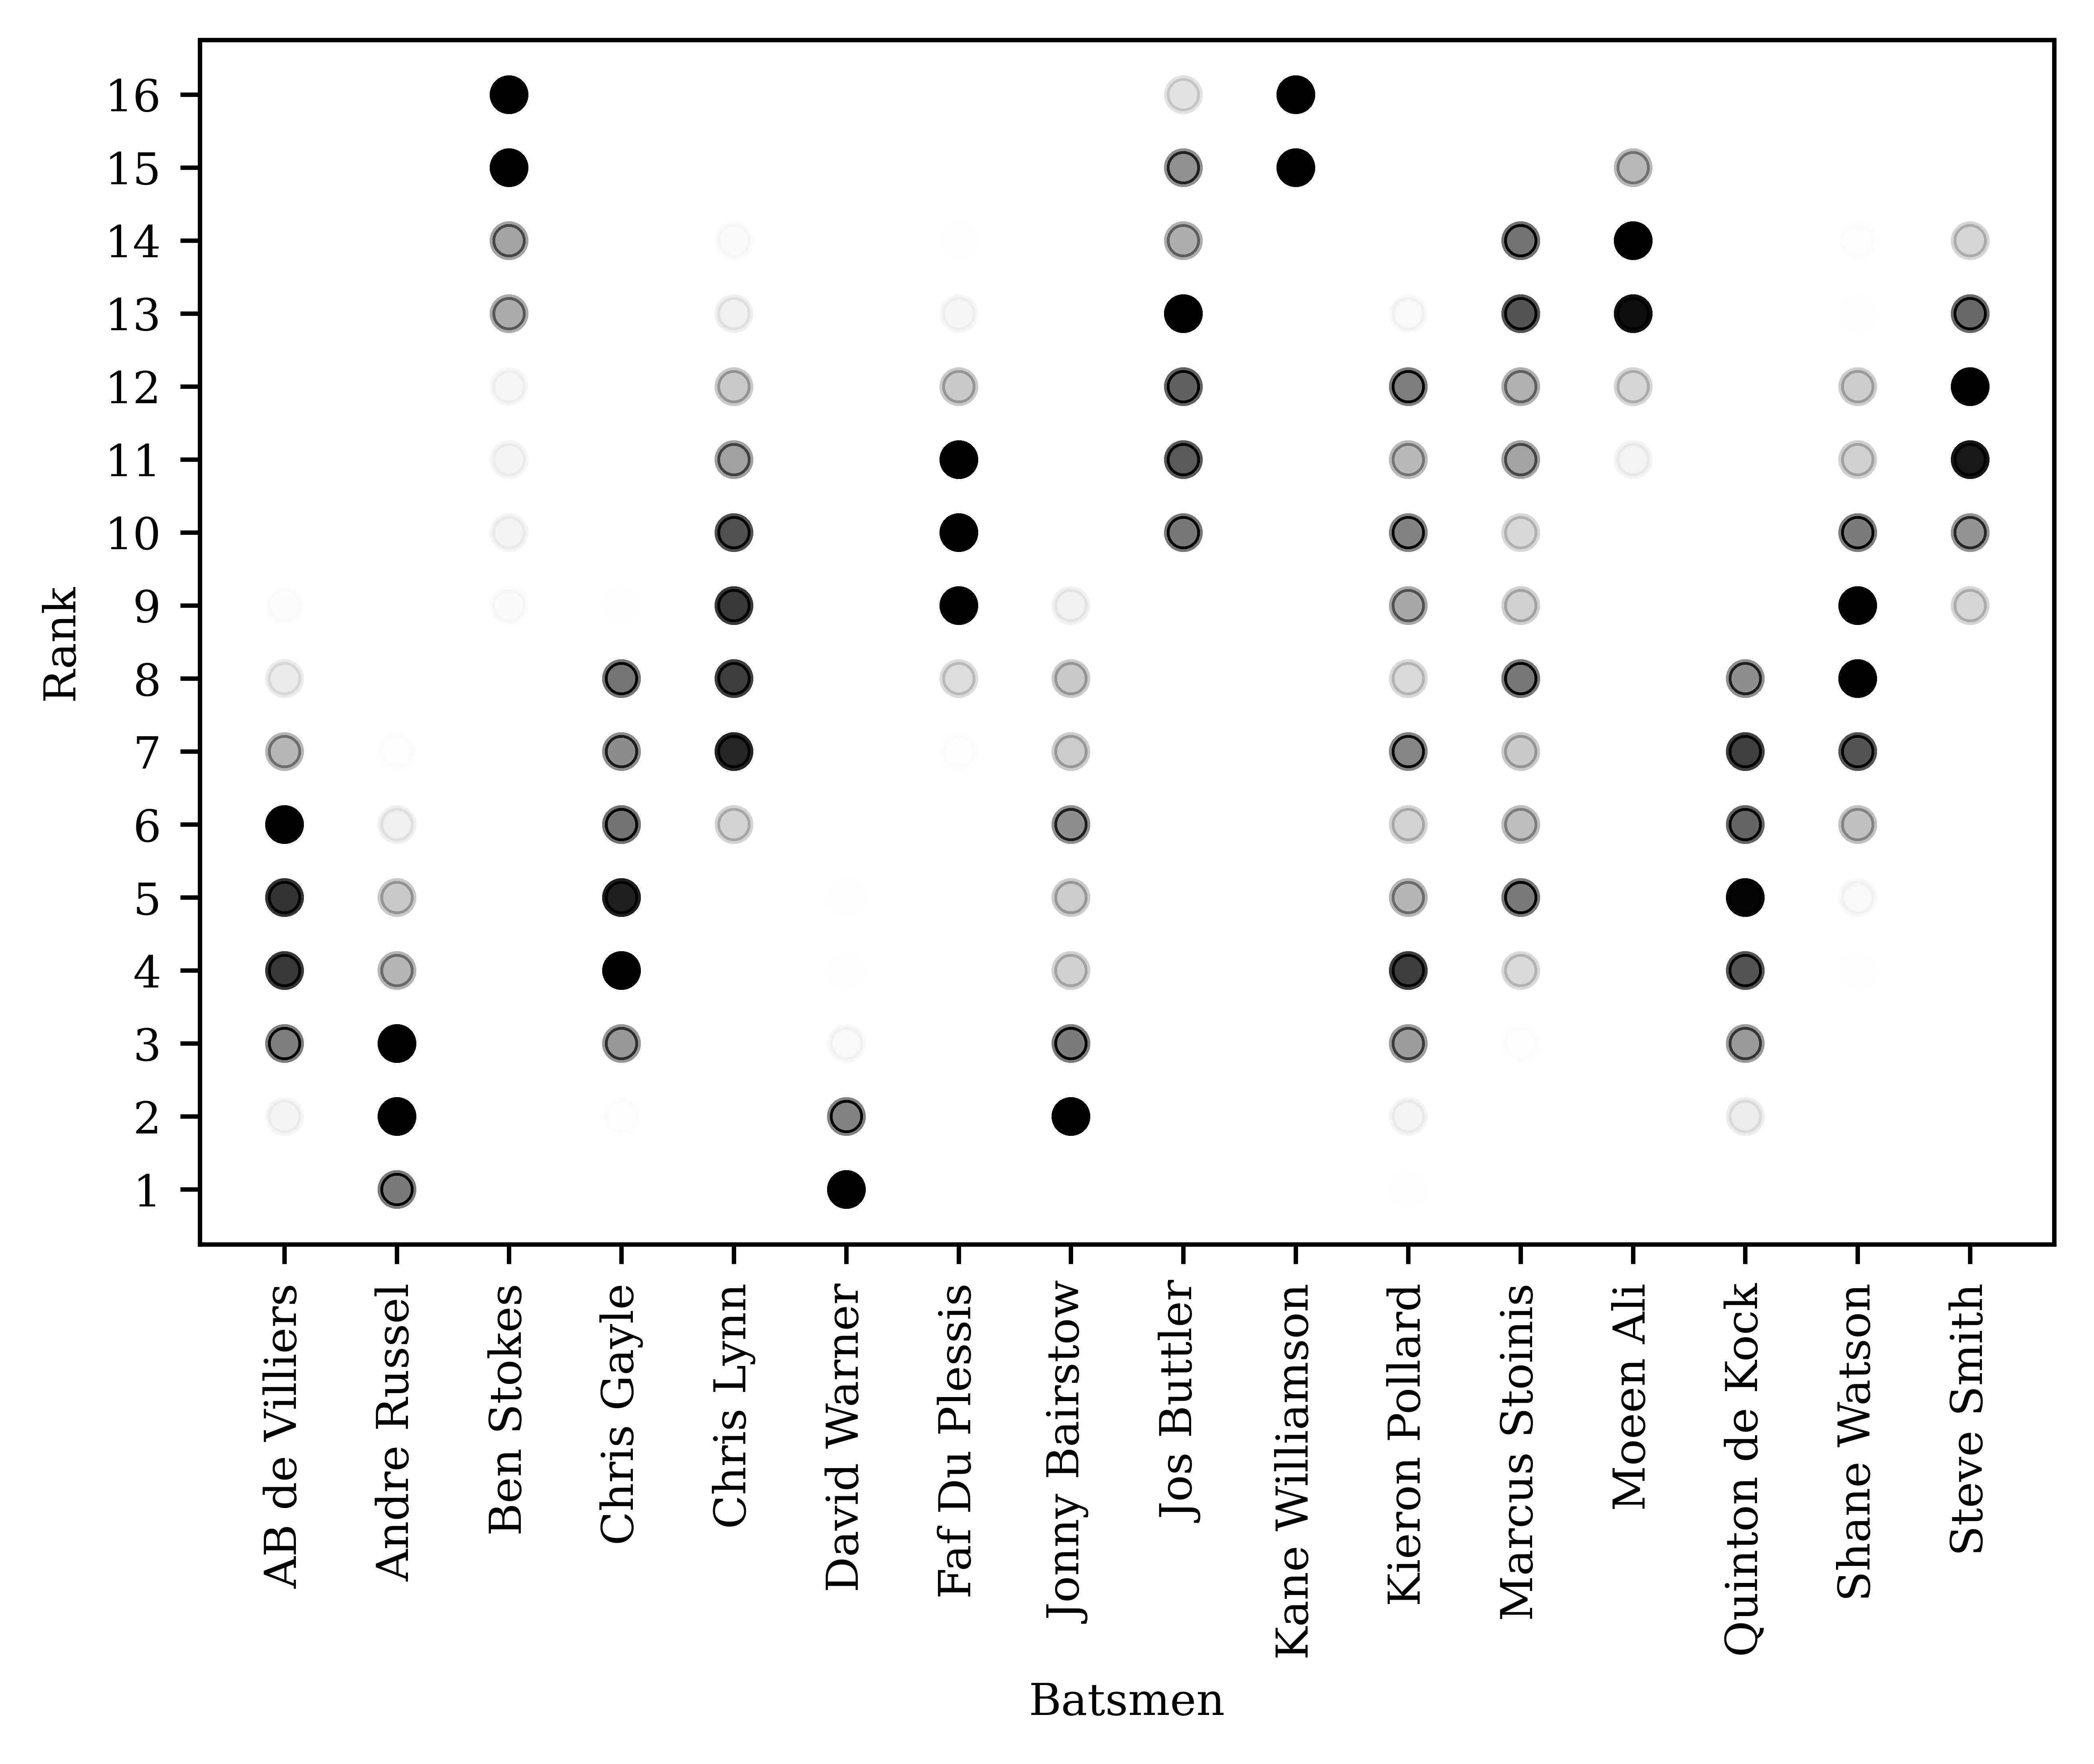 16
15
14
13
12
11
10
9
8
7
6
5
4
3
2
1
Rank
AB de Villiers
Andre Russel
Ben Stokes
Chris Gayle
Chris Lynn
David Warner
Faf Du Plessis
Jonny Bairstow
Jos Buttler
Kane Williamson
Kieron Pollard
Marcus Stoinis
Moeen Ali
Quinton de Kock
Shane Watson
Steve Smith
Batsmen